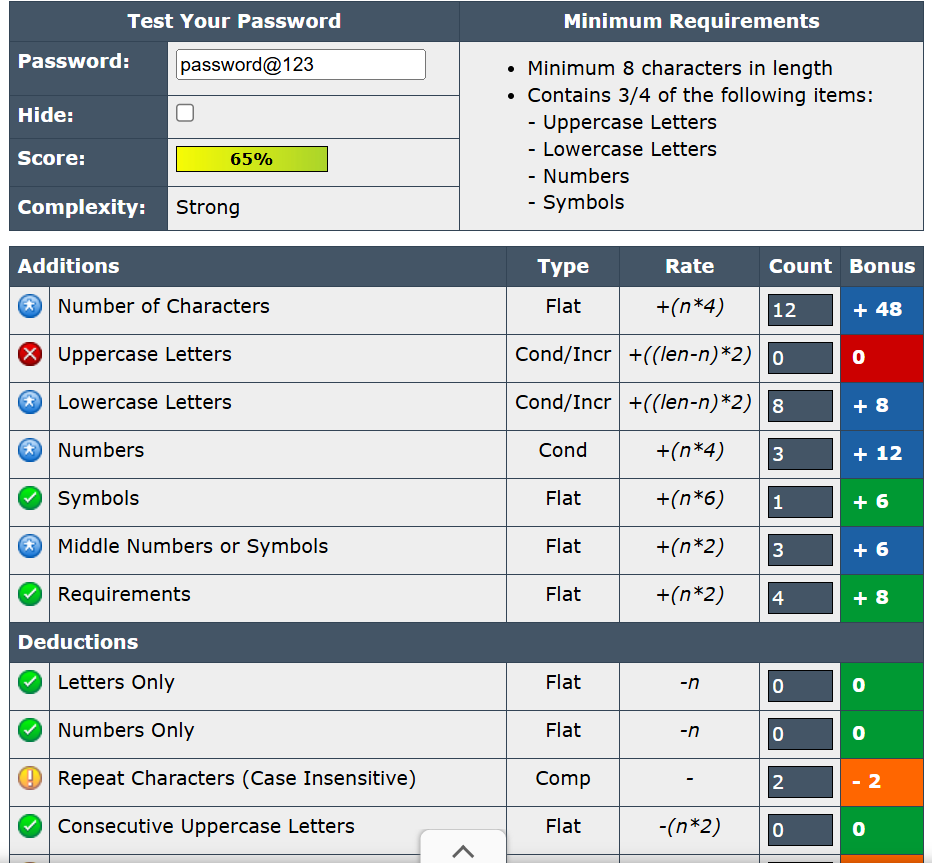 Test Your Password
Minimum Requirements
Password: password@123
Hide:
Score: 65%
Complexity: Strong
• Minimum 8 characters in length
• Contains 3/4 of the following items:
- Uppercase Letters
- Lowercase Letters
- Numbers
- Symbols
Additions Type Rate Count Bonus
Number of Characters Flat +(n*4) 12 + 48
Uppercase Letters Cond/Incr +((len-n)*2) 0 0
Lowercase Letters Cond/Incr +((len-n)*2) 8 + 8
Numbers Cond +(n*4) 3 + 12
Symbols Flat +(n*6) 1 + 6
Middle Numbers or Symbols Flat +(n*2) 3 + 6
Requirements Flat +(n*2) 4 + 8
Deductions
Letters Only Flat -n 0 0
Numbers Only Flat -n 0 0
Repeat Characters (Case Insensitive) Comp - 2 - 2
Consecutive Uppercase Letters Flat -(n*2) 0 0